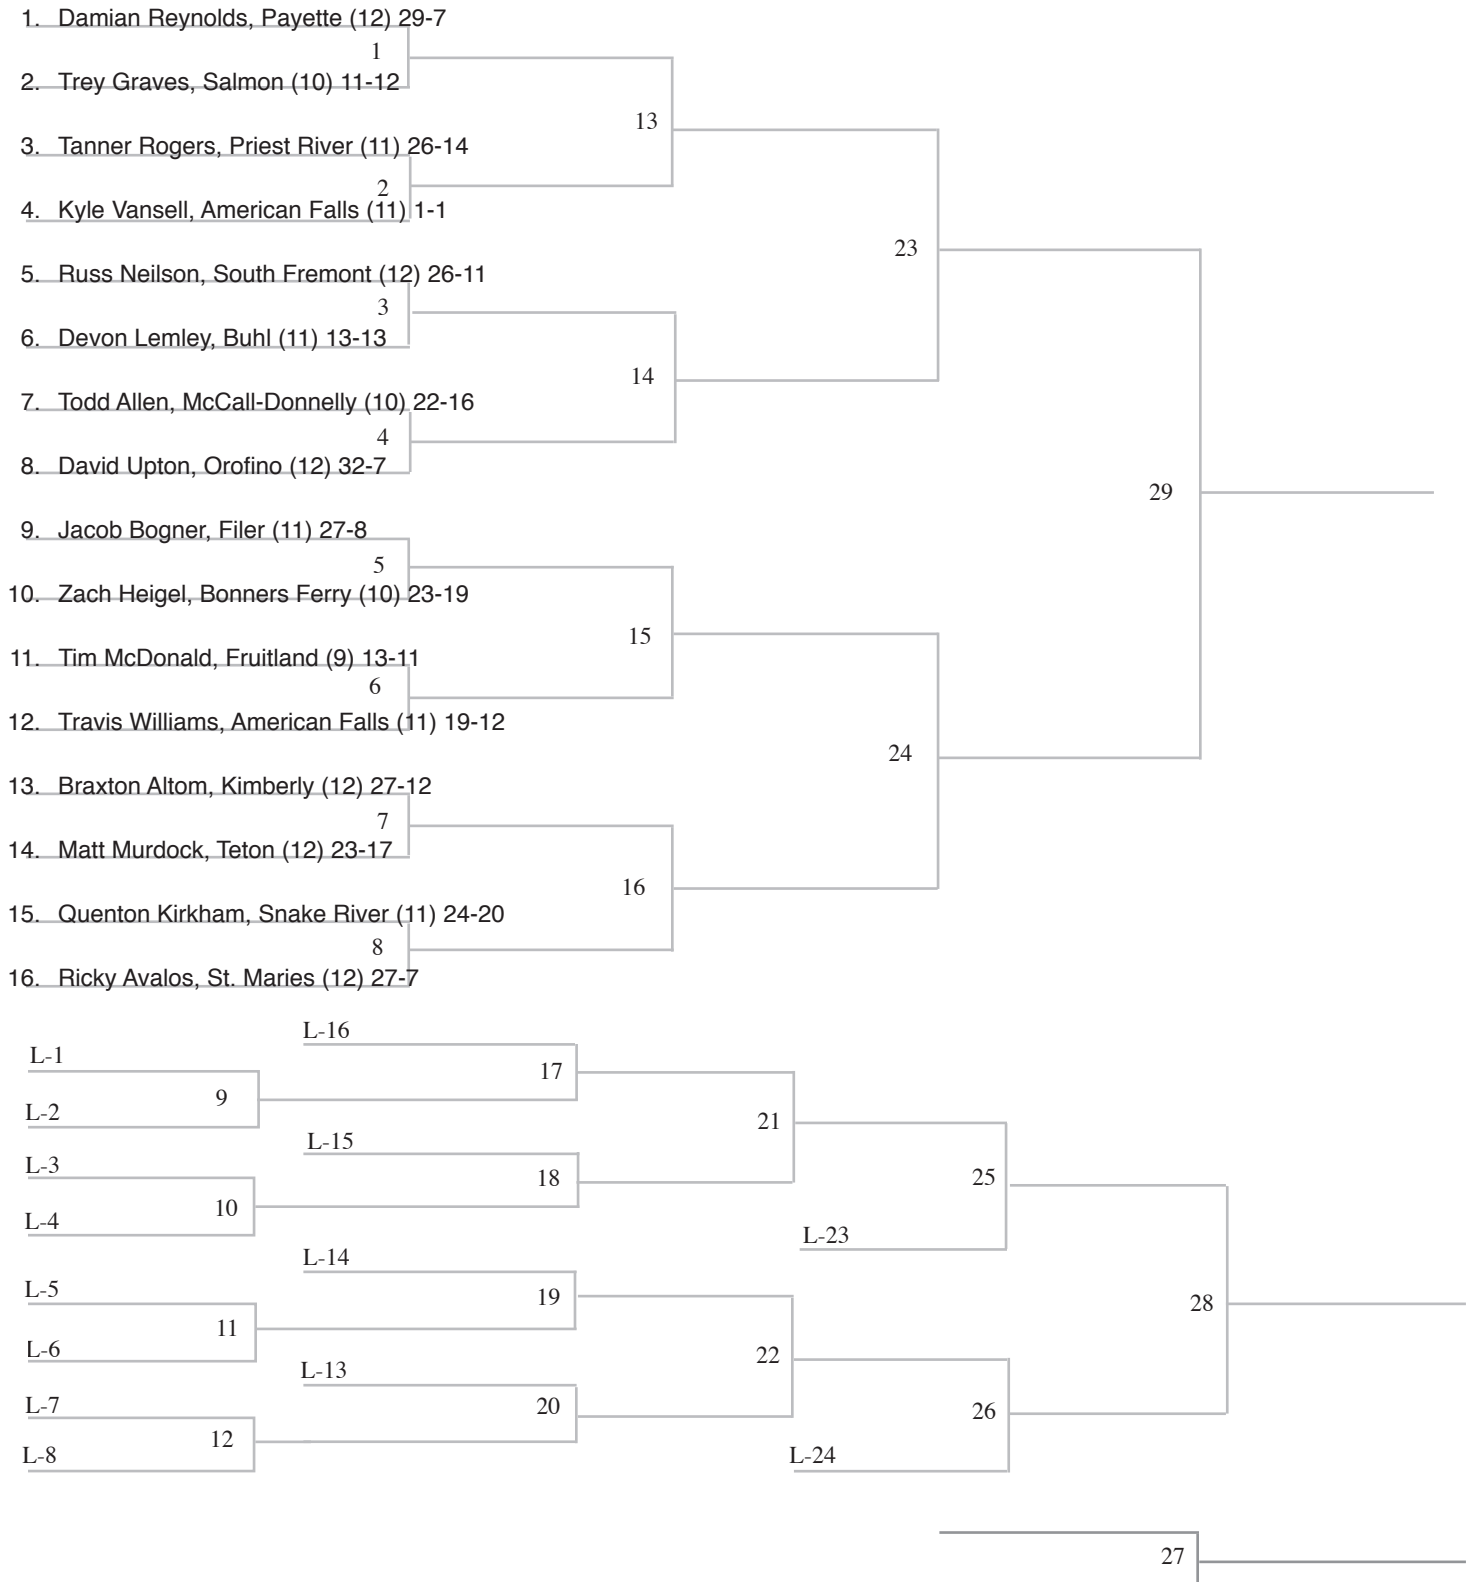 1. Damian Reynolds, Payette (12) 29-7
1
2. Trey Graves, Salmon (10) 11-12
13
3. Tanner Rogers, Priest River (11) 26-14
2
4. Kyle Vansell, American Falls (11) 1-1
23
5. Russ Neilson, South Fremont (12) 26-11
3
6. Devon Lemley, Buhl (11) 13-13
14
7. Todd Allen, McCall-Donnelly (10) 22-16
4
8. David Upton, Orofino (12) 32-7
29
9. Jacob Bogner, Filer (11) 27-8
5
10. Zach Heigel, Bonners Ferry (10) 23-19
15
11. Tim McDonald, Fruitland (9) 13-11
6
12. Travis Williams, American Falls (11) 19-12
24
13. Braxton Altom, Kimberly (12) 27-12
7
14. Matt Murdock, Teton (12) 23-17
16
15. Quenton Kirkham, Snake River (11) 24-20
8
16. Ricky Avalos, St. Maries (12) 27-7
L-16
L-1
17
9
L-2
21
L-15
L-3
18
25
10
L-4
L-23
L-14
L-5
19
28
11
L-6
22
L-13
L-7
20
26
12
L-8
L-24
27